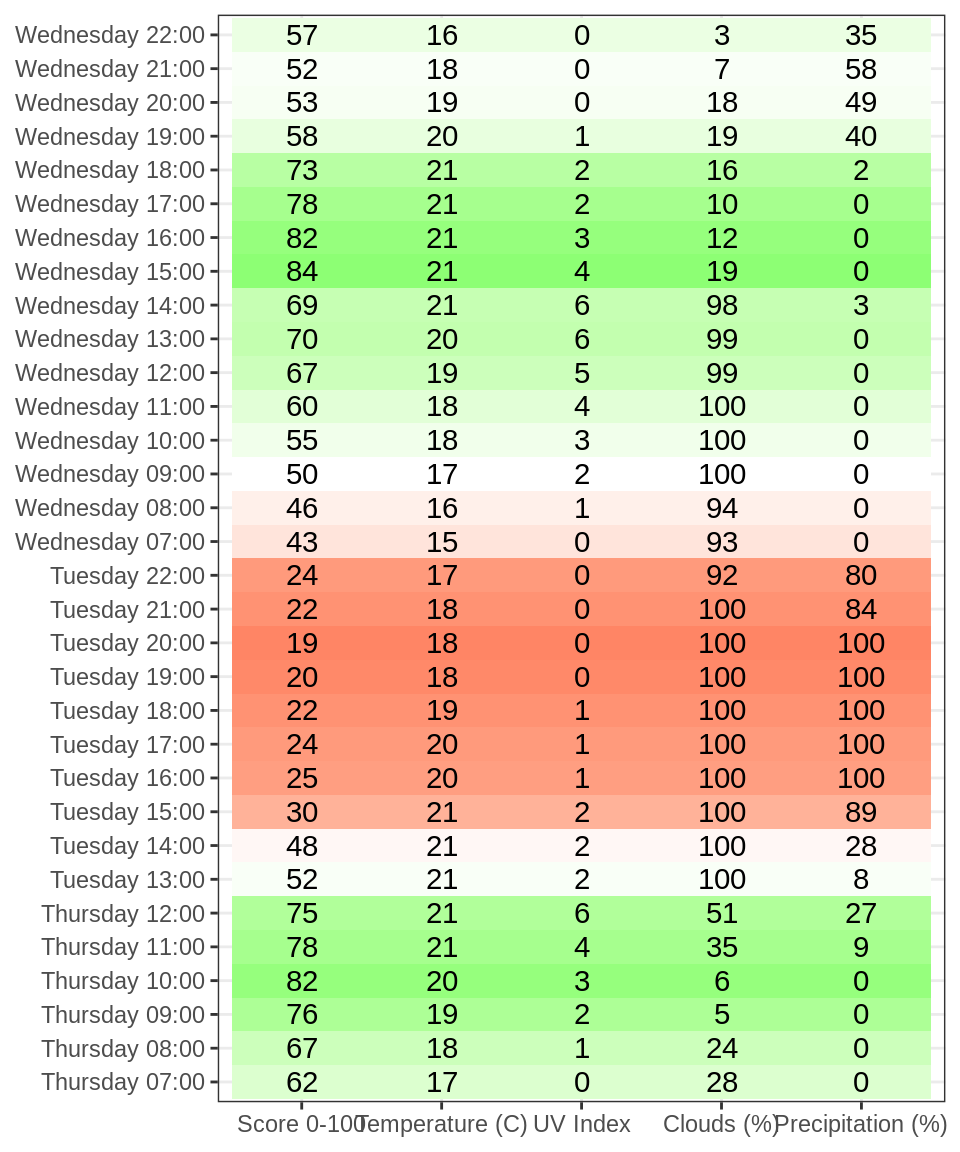 Wednesday 22:00 57 16 0 3 35
Wednesday 21:00 52 18 0 7 58
Wednesday 20:00 53 19 0 18 49
Wednesday 19:00 58 20 1 19 40
Wednesday 18:00 73 21 2 16 2
Wednesday 17:00 78 21 2 10 0
Wednesday 16:00 82 21 3 12 0
Wednesday 15:00 84 21 4 19 0
Wednesday 14:00 69 21 6 98 3
Wednesday 13:00 70 20 6 99 0
Wednesday 12:00 67 19 5 99 0
Wednesday 11:00 60 18 4 100 0
Wednesday 10:00 55 18 3 100 0
Wednesday 09:00 50 17 2 100 0
Wednesday 08:00 46 16 1 94 0
Wednesday 07:00 43 15 0 93 0
Tuesday 22:00 24 17 0 92 80
Tuesday 21:00 22 18 0 100 84
Tuesday 20:00 19 18 0 100 100
Tuesday 19:00 20 18 0 100 100
Tuesday 18:00 22 19 1 100 100
Tuesday 17:00 24 20 1 100 100
Tuesday 16:00 25 20 1 100 100
Tuesday 15:00 30 21 2 100 89
Tuesday 14:00 48 21 2 100 28
Tuesday 13:00 52 21 2 100 8
Thursday 12:00 75 21 6 51 27
Thursday 11:00 78 21 4 35 9
Thursday 10:00 82 20 3 6 0
Thursday 09:00 76 19 2 5 0
Thursday 08:00 67 18 1 24 0
Thursday 07:00 62 17 0 28 0
Score 0-100 Temperature (C) UV Index Clouds (%) Precipitation (%)